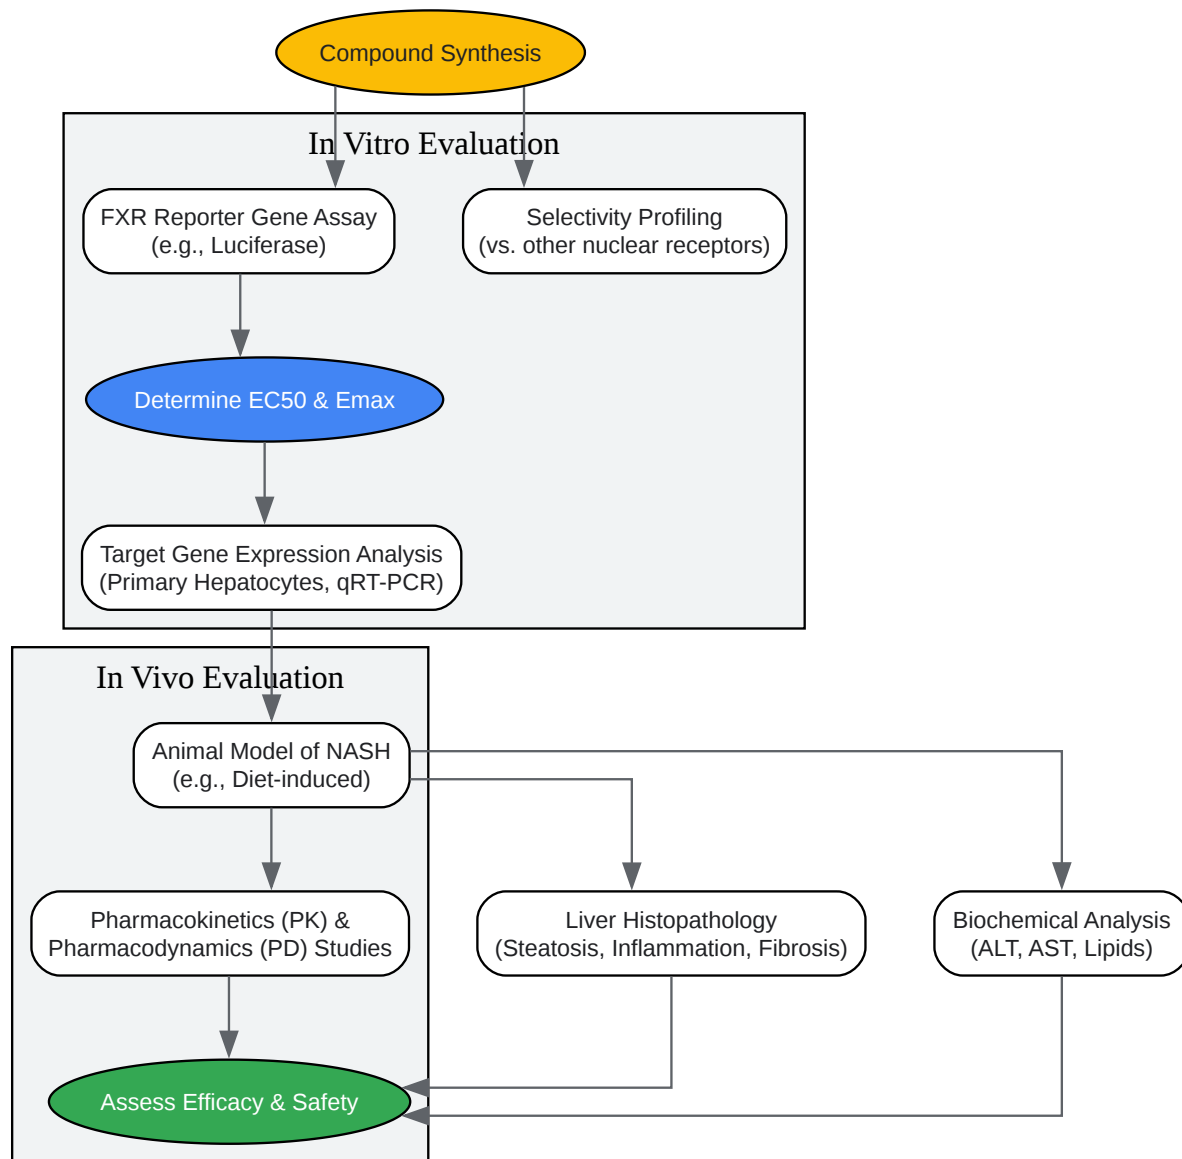 Compound Synthesis
In Vitro Evaluation
FXR Reporter Gene Assay
(e.g., Luciferase)
Selectivity Profiling
(vs. other nuclear receptors)
Determine EC50 & Emax
Target Gene Expression Analysis
(Primary Hepatocytes, qRT-PCR)
In Vivo Evaluation
Animal Model of NASH
(e.g., Diet-induced)
Pharmacokinetics (PK) &
Pharmacodynamics (PD) Studies
Liver Histopathology
(Steatosis, Inflammation, Fibrosis)
Biochemical Analysis
(ALT, AST, Lipids)
Assess Efficacy & Safety